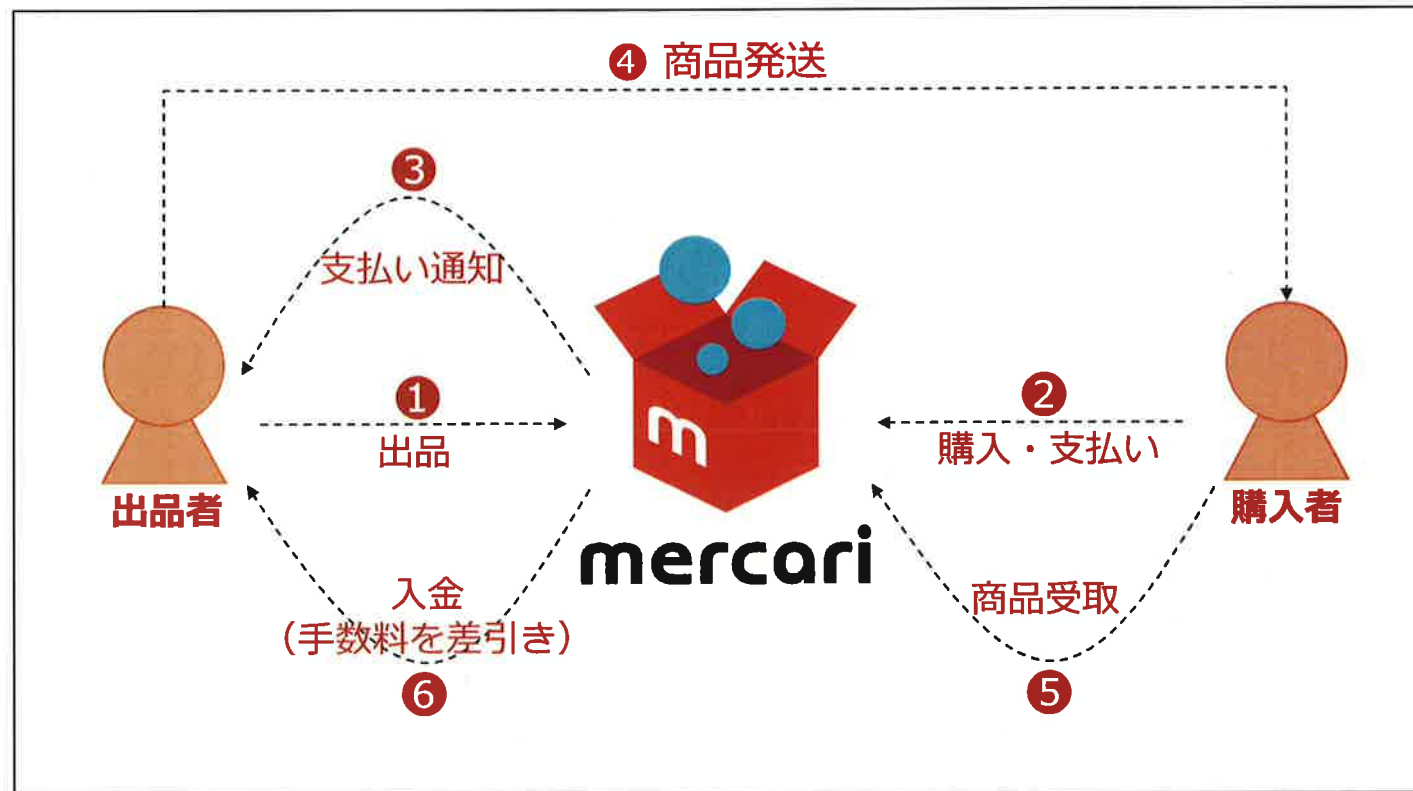 ❹ 商品発送
❸
支払い通知
❶
出品
❷
購入・支払い
出品者
購入者
m
mercari
入金
（手数料を差引き）
❻
商品受取
❺